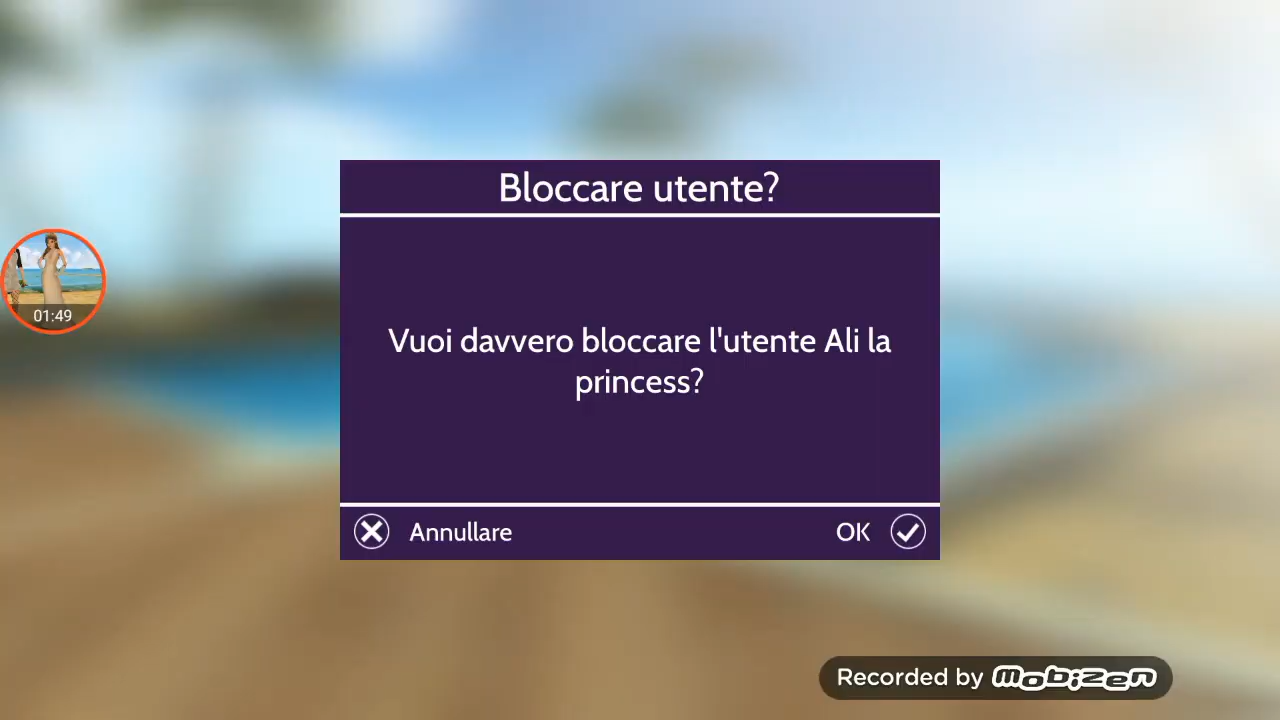 Bloccare utente?
01:49
Vuoi davvero bloccare l'utente Ali la
princess?
Annullare
OK
Recorded by mobizen